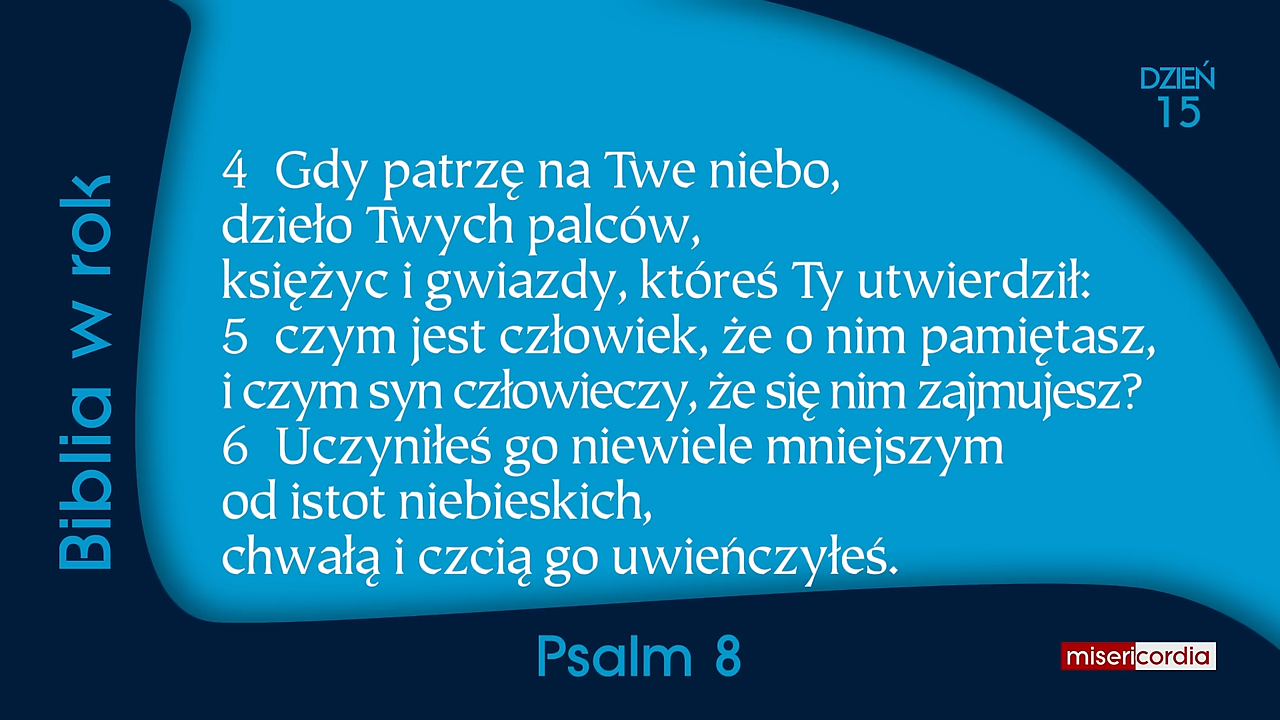 DZIEŃ
15
Biblia w rok
4 Gdy patrzę na Twe niebo,
dzieło Twych palców,
księżyc i gwiazdy, któreś Ty utwierdził:
5 czym jest człowiek, że o nim pamiętasz,
i czym syn człowieczy, że się nim zajmujesz?
6 Uczyniłeś go niewiele mniejszym
od istot niebieskich,
chwałą i czcią go uwieńczyłeś.
Psalm 8
misericordia